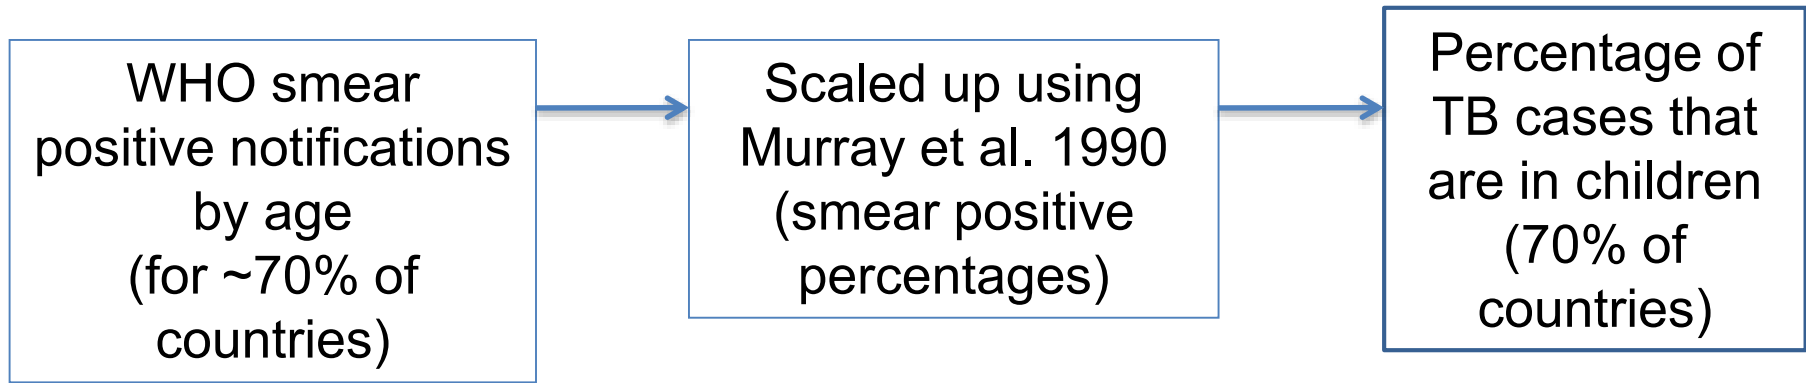 WHO smear
positive notifications
by age
(for ~70% of
countries)
Scaled up using
Murray et al. 1990
(smear positive
percentages)
Percentage of
TB cases that
are in children
(70% of
countries)